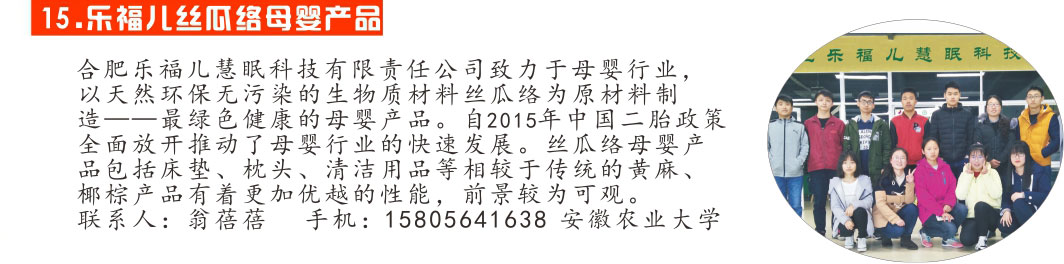 15.乐福儿丝瓜络母婴产品
合肥乐福儿慧眠科技有限责任公司致力于母婴行业，
以天然环保无污染的生物质材料丝瓜络为原材料制
造——最绿色健康的母婴产品。自2015年中国二胎政策
全面放开推动了母婴行业的快速发展。丝瓜络母婴产
品包括床垫、枕头、清洁用品等相较于传统的黄麻、
椰棕产品有着更加优越的性能，前景较为可观。
联系人：翁蓓蓓 手机：15805641638 安徽农业大学
乐福儿慧眠科技